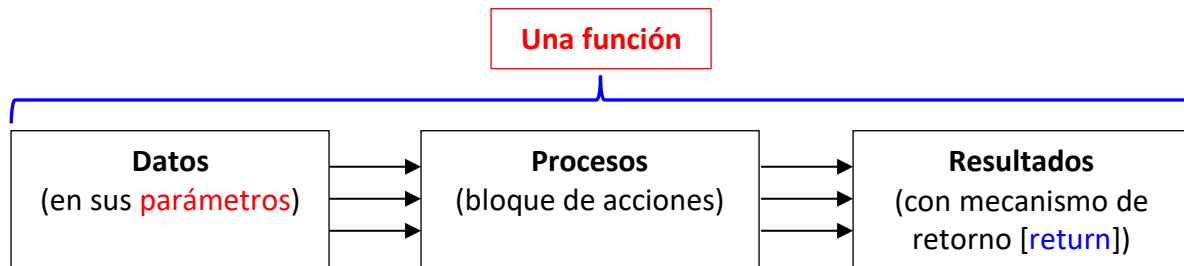 Una función
Datos
(en sus parámetros)
Procesos
(bloque de acciones)
Resultados
(con mecanismo de
retorno [return])